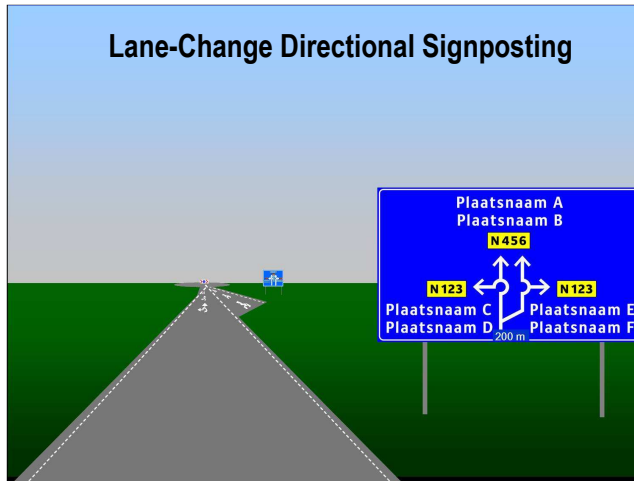 Lane-Change Directional Signposting
Plaatsnaam A
Plaatsnaam B
N456
N123
N123
Plaatsnaam C
Plaatsnaam E
Plaatsnaam D
Plaatsnaam F
200 m